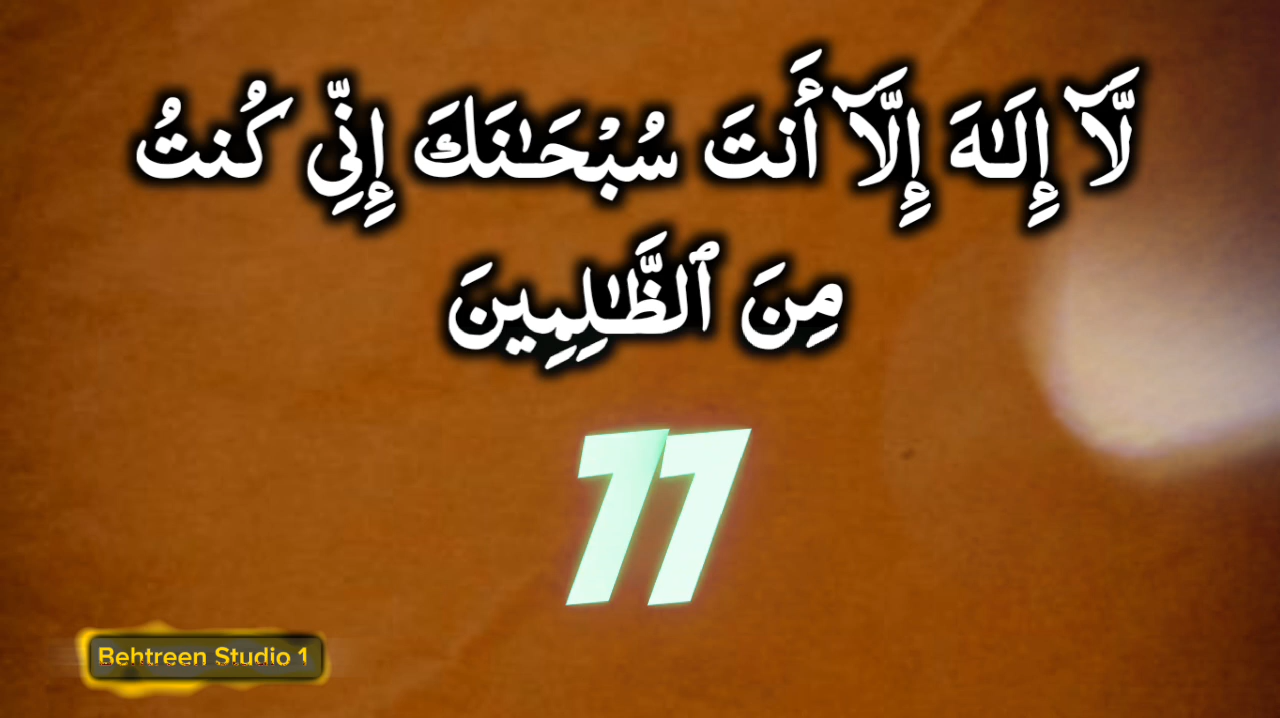 لَّآ إِلَـٰهَ إِلَّآ أَنتَ سُبْحَـٰنَكَ إِنِّى كُنتُ
مِنَ ٱلظَّـٰلِمِينَ
11
Behtreen Studio 1